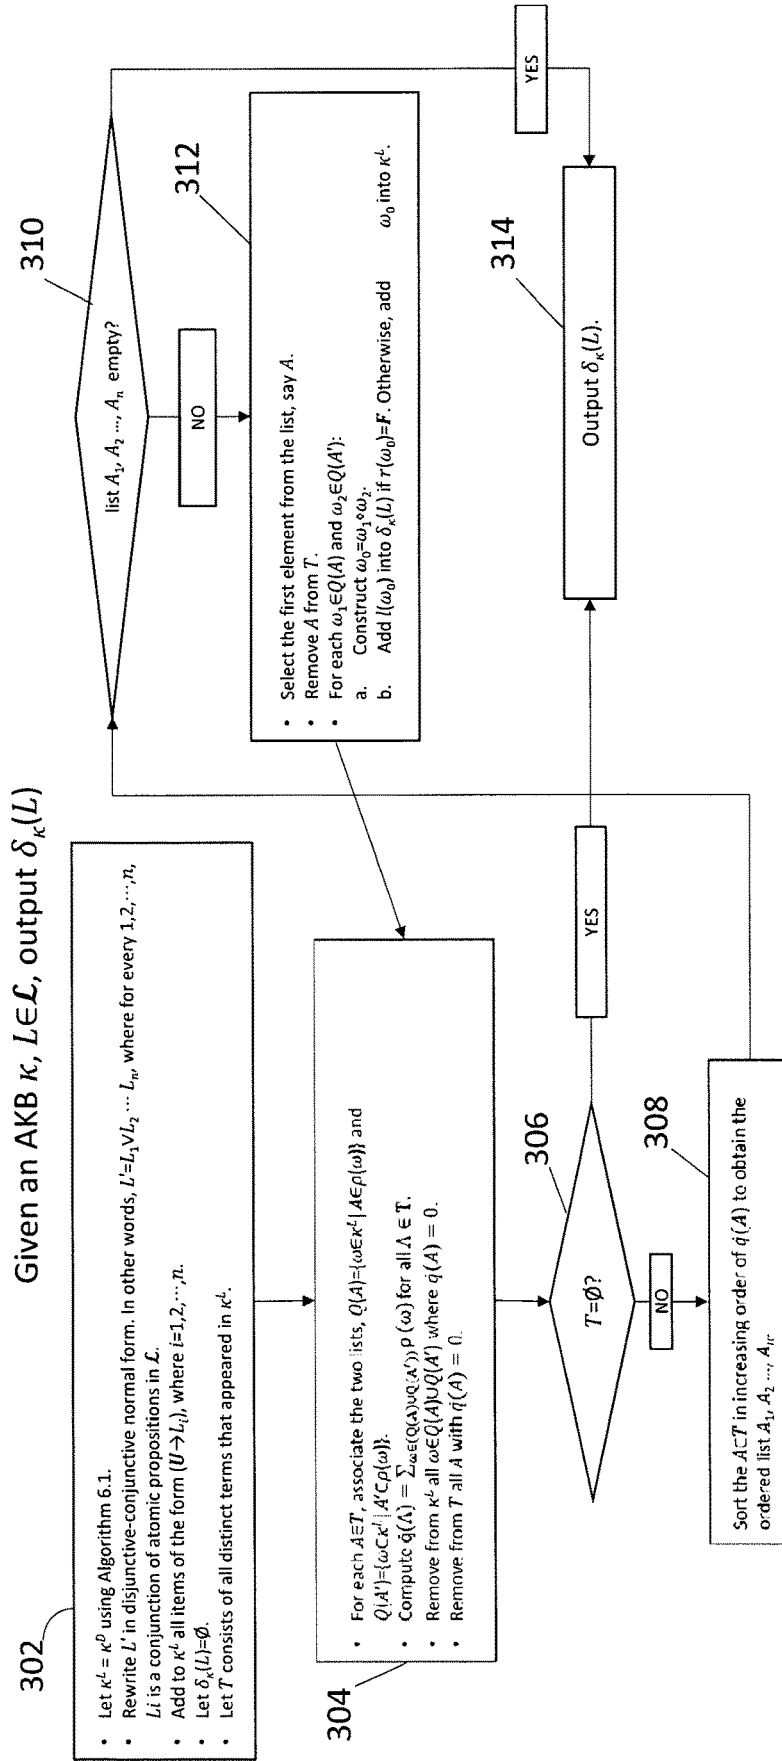 Given an AKB κ, L∈𝓛, output δκ(L)
302
• Let κᴸ = κᴰ using Algorithm 6.1.
• Rewrite L' in disjunctive-conjunctive normal form. In other words, L'=L₁∨L₂ ⋯ Lₙ, where for every 1,2,⋯,n,
Li is a conjunction of atomic propositions in 𝓛.
• Add to κᴸ all items of the form (U→Lᵢ), where i=1,2,⋯,n.
• Let δκ(L)=∅.
• Let T consists of all distinct terms that appeared in κᴸ.
304
• For each A∈T, associate the two lists, Q(A)={ω∈κᴸ| A∈ρ(ω)} and
Q(A')={ω∈κᴸ| A'∈ρ(ω)}.
• Compute q̇(A) = ∑ω∈(Q(A)∪Q(A')) ρ(ω) for all A ∈ T.
• Remove from κᴸ all ω∈Q(A)∪Q(A') where q̇(A) = 0.
• Remove from T all A with q̇(A) = 0.
306
T=∅?
YES
NO
308
Sort the A⊂T in increasing order of q̇(A) to obtain the
ordered list A₁, A₂ ..., Aₙ.
310
list A₁, A₂ ..., Aₙ empty?
NO
YES
312
• Select the first element from the list, say A.
• Remove A from T.
• For each ω₁∈Q(A) and ω₂∈Q(A'):
a. Construct ω₀=ω₁∘ω₂.
b. Add l(ω₀) into δκ(L) if r(ω₀)=F. Otherwise, add ω₀ into κᴸ.
314
Output δκ(L).